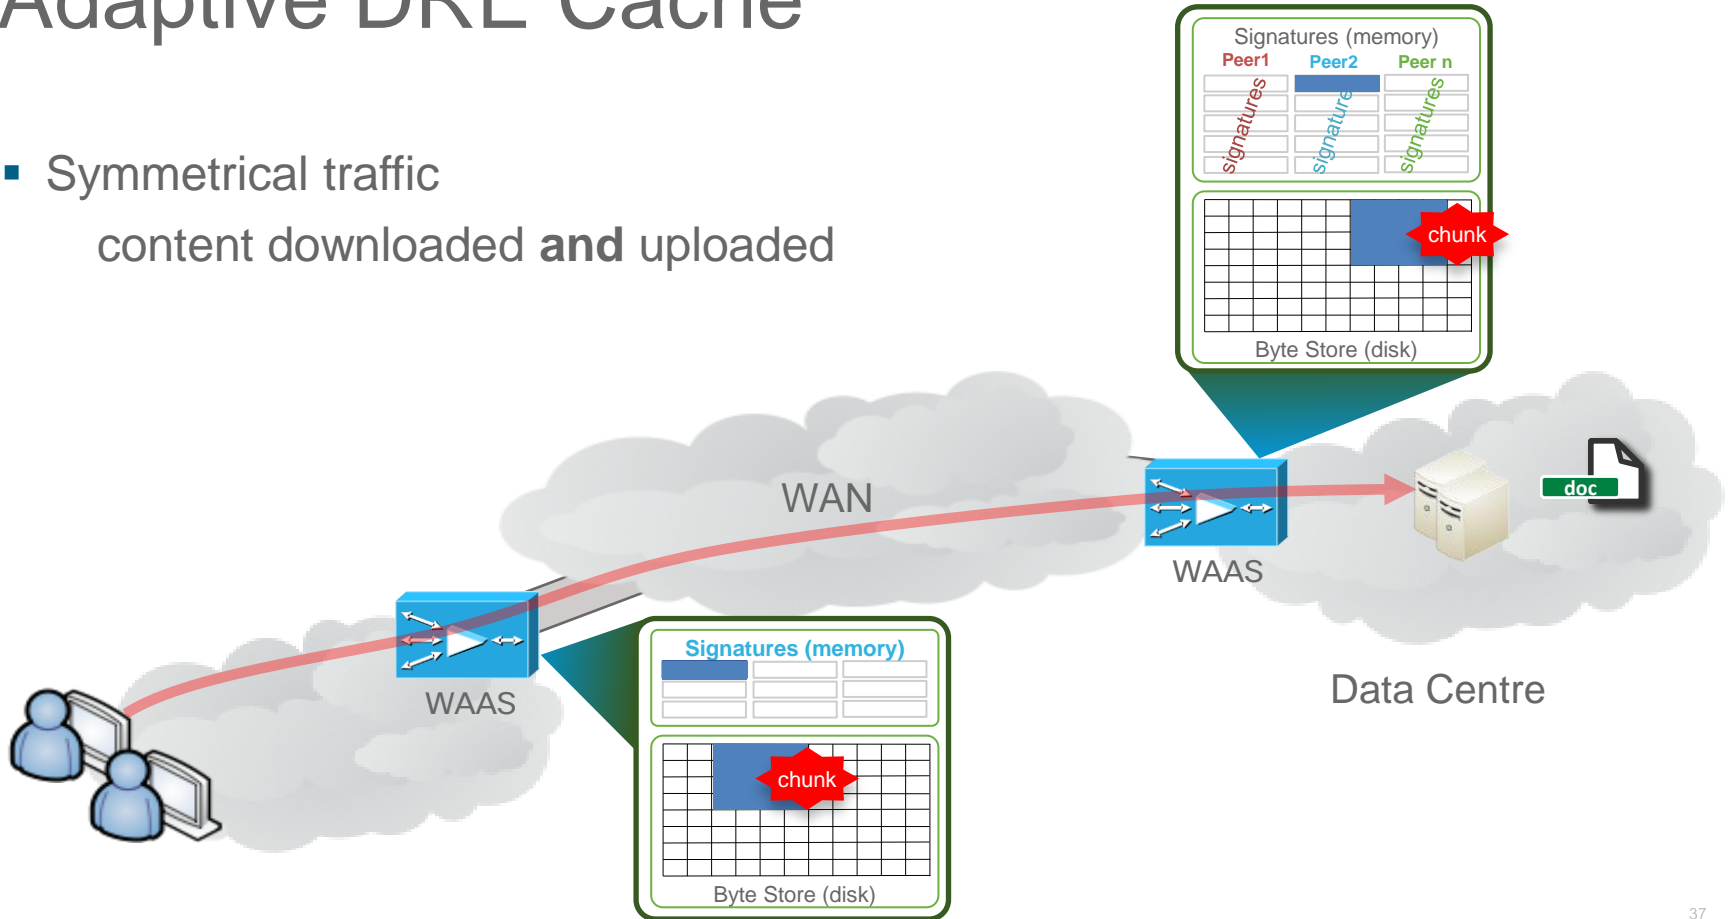 Adaptive DRE Cache
Symmetrical traffic
content downloaded and uploaded
Signatures (memory)
Peer1 Peer2 Peer n
signatures signature signatures
chunk
Byte Store (disk)
WAN
doc
WAAS
WAAS
Data Centre
Signatures (memory)
chunk
Byte Store (disk)
37